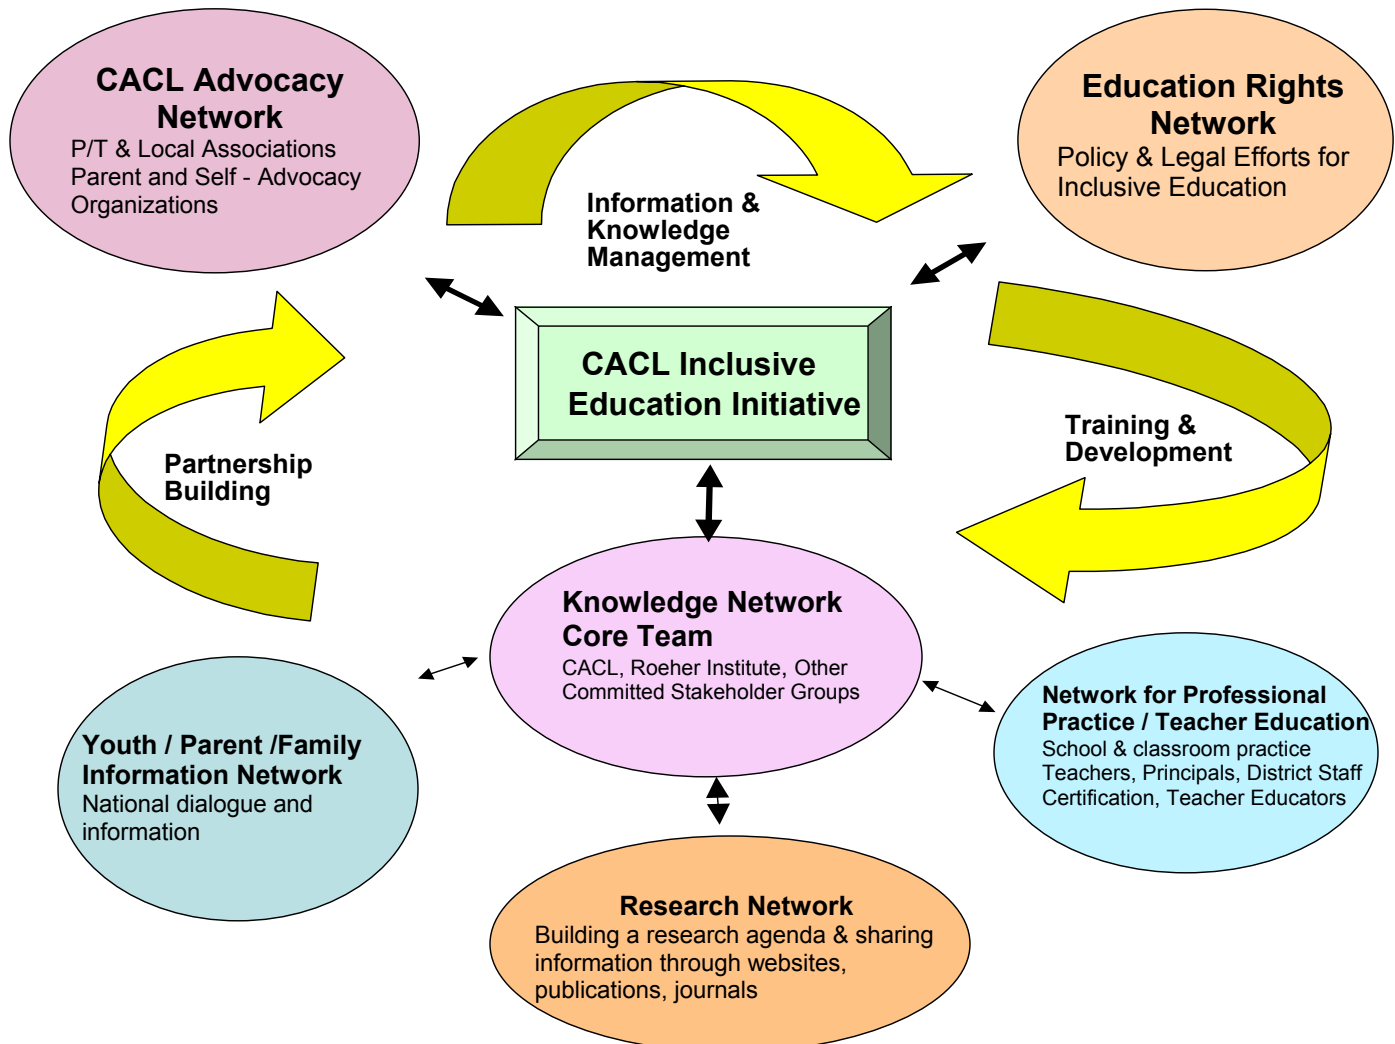 CACL Advocacy
Network
P/T & Local Associations
Parent and Self - Advocacy
Organizations
Education Rights
Network
Policy & Legal Efforts for
Inclusive Education
Information &
Knowledge
Management
CACL Inclusive
Education Initiative
Partnership
Building
Training &
Development
Knowledge Network
Core Team
CACL, Roeher Institute, Other
Committed Stakeholder Groups
Youth / Parent /Family
Information Network
National dialogue and
information
Network for Professional
Practice / Teacher Education
School & classroom practice
Teachers, Principals, District Staff
Certification, Teacher Educators
Research Network
Building a research agenda & sharing
information through websites,
publications, journals